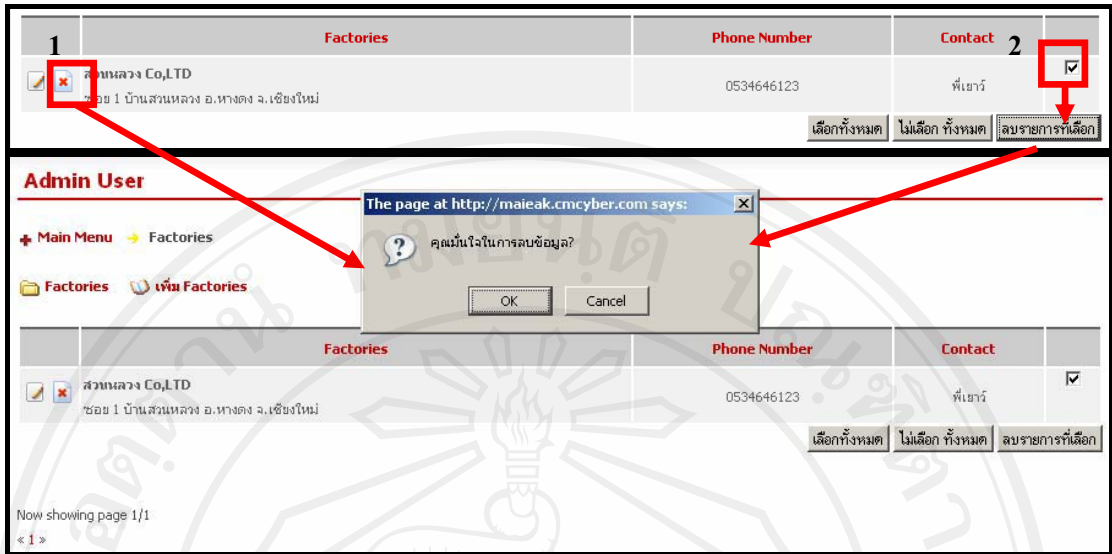 1 Factories Phone Number Contact 2
สวนหลวง Co,LTD
ซอย 1 บ้านสวนหลวง อ.หางดง จ.เชียงใหม่ 0534646123 พี่เยาว์
เลือกทั้งหมด ไม่เลือก ทั้งหมด ลบรายการที่เลือก
Admin User
The page at http://maieak.cmcyber.com says:
Main Menu Factories
คุณมั่นใจในการลบข้อมูล?
Factories เพิ่ม Factories
OK Cancel
Factories Phone Number Contact
สวนหลวง Co,LTD
ซอย 1 บ้านสวนหลวง อ.หางดง จ.เชียงใหม่ 0534646123 พี่เยาว์
เลือกทั้งหมด ไม่เลือก ทั้งหมด ลบรายการที่เลือก
Now showing page 1/1
« 1 »